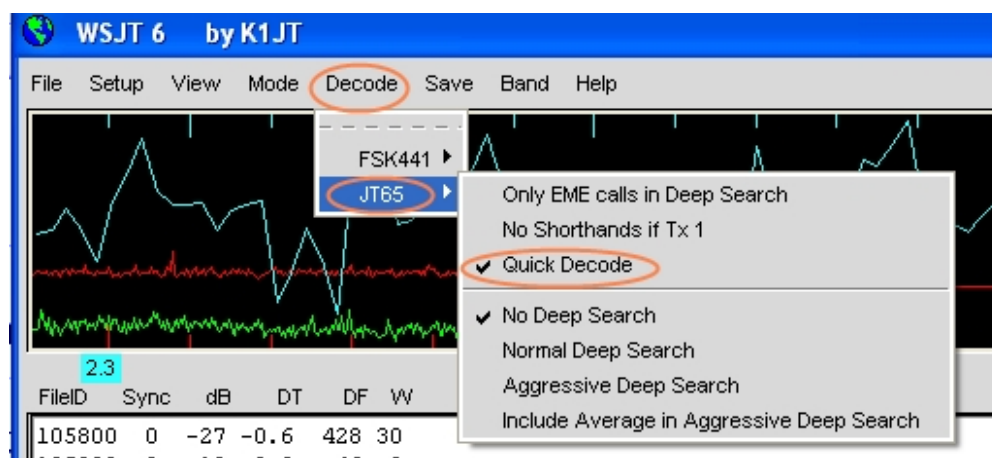 WSJT 6 by K1JT
File Setup View Mode Decode Save Band Help
FSK441
JT65
Only EME calls in Deep Search
No Shorthands if Tx 1
Quick Decode
No Deep Search
Normal Deep Search
Aggressive Deep Search
Include Average in Aggressive Deep Search
2.3
FileID Sync dB DT DF W
105800 0 -27 -0.6 428 30